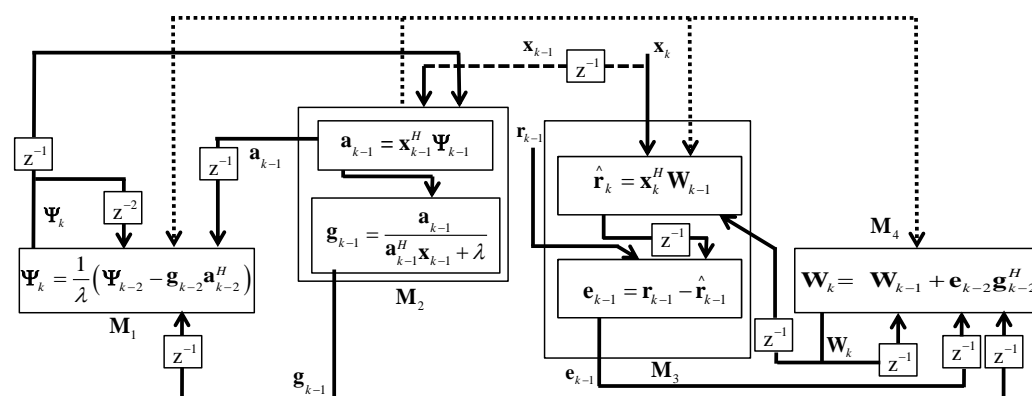 x_{k-1} z^{-1} x_k
z^{-1} a_{k-1} z^{-1}
a_{k-1} = x_{k-1}^H Ψ_{k-1}
r_{k-1}
r̂_k = x_k^H W_{k-1}
Ψ_k z^{-2}
g_{k-1} = \frac{a_{k-1}}{a_{k-1}^H x_{k-1} + λ}
z^{-1}
M_4
Ψ_k = \frac{1}{λ}(Ψ_{k-2} - g_{k-2} a_{k-2}^H)
e_{k-1} = r_{k-1} - r̂_{k-1}
W_k = W_{k-1} + e_{k-2} g_{k-2}^H
M_1 M_2
z^{-1} z^{-1} W_k z^{-1} z^{-1} z^{-1}
g_{k-1} e_{k-1} M_3